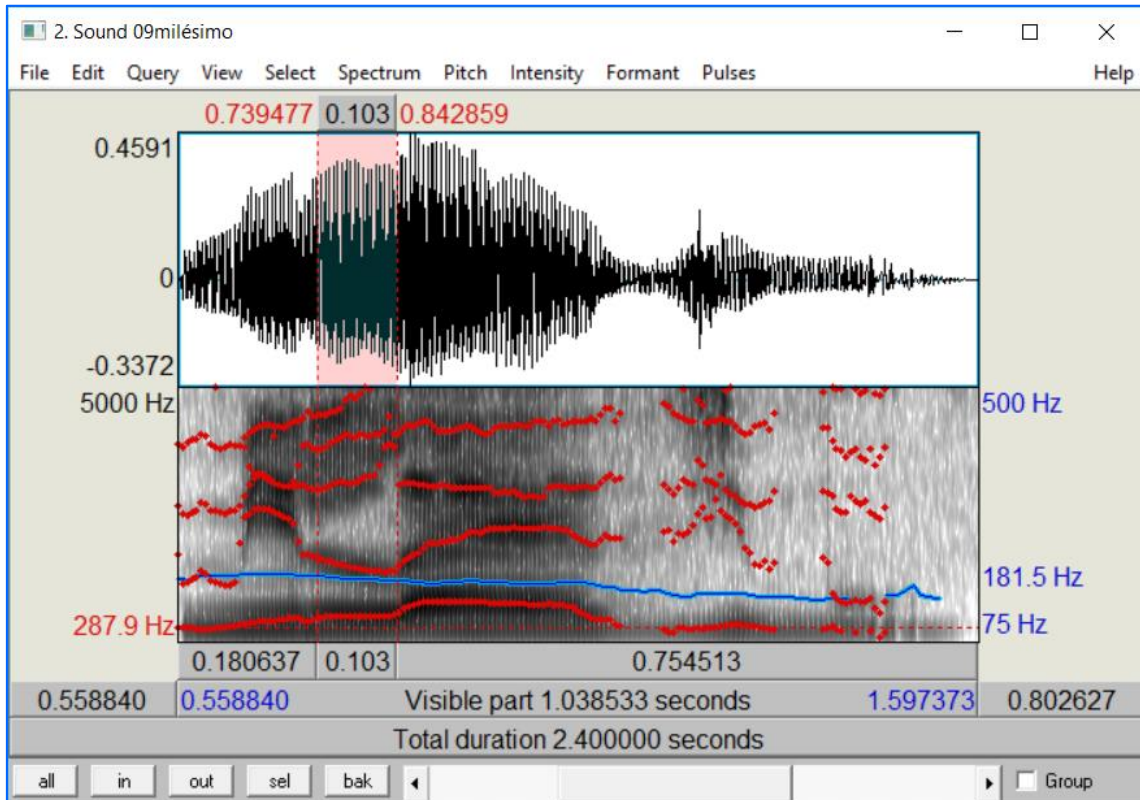 2. Sound 09milésimo
File Edit Query View Select Spectrum Pitch Intensity Formant Pulses Help
0.739477 0.103 0.842859
0.4591
0
-0.3372
5000 Hz 500 Hz
181.5 Hz
287.9 Hz 75 Hz
0.180637 0.103 0.754513
0.558840 0.558840 Visible part 1.038533 seconds 1.597373 0.802627
Total duration 2.400000 seconds
all in out sel bak Group